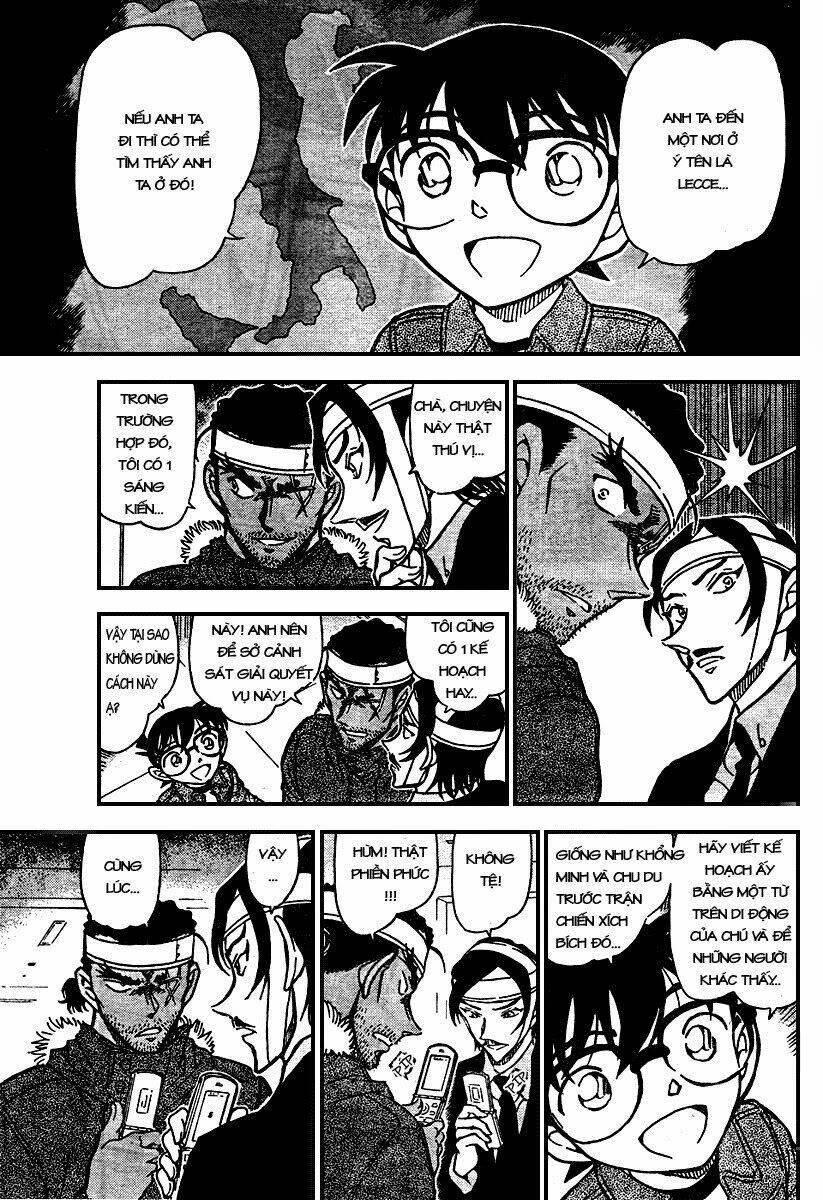 ANH TA ĐẾN
MỘT NƠI Ở
Ý TÊN LÀ
LECCE...
NẾU ANH TA
ĐI THÌ CÓ THỂ
TÌM THẤY ANH
TA Ở ĐÓ!
CHÀ, CHUYỆN
NÀY THẬT
THÚ VỊ...
TRONG
TRƯỜNG
HỢP ĐÓ,
TÔI CÓ 1
SÁNG
KIẾN...
TÔI CŨNG
CÓ 1 KẾ
HOẠCH
HAY..
NÀY! ANH NÊN
ĐỂ SỞ CẢNH
SÁT GIẢI QUYẾT
VỤ NÀY!
VẬY TẠI SAO
KHÔNG DÙNG
CÁCH NÀY
Ạ?
HÃY VIẾT KẾ
HOẠCH ẤY
BẰNG MỘT TỪ
TRÊN DI ĐỘNG
CỦA CHÚ VÀ ĐỂ
NHỮNG NGƯỜI
KHÁC THẤY....
GIỐNG NHƯ KHỔNG
MINH VÀ CHU DU
TRƯỚC TRẬN
CHIẾN XÍCH
BÍCH ĐÓ...
KHÔNG
TỆ!
HỪM! THẬT
PHIỀN PHỨC
!!!
VẬY
...
CÙNG
LÚC...